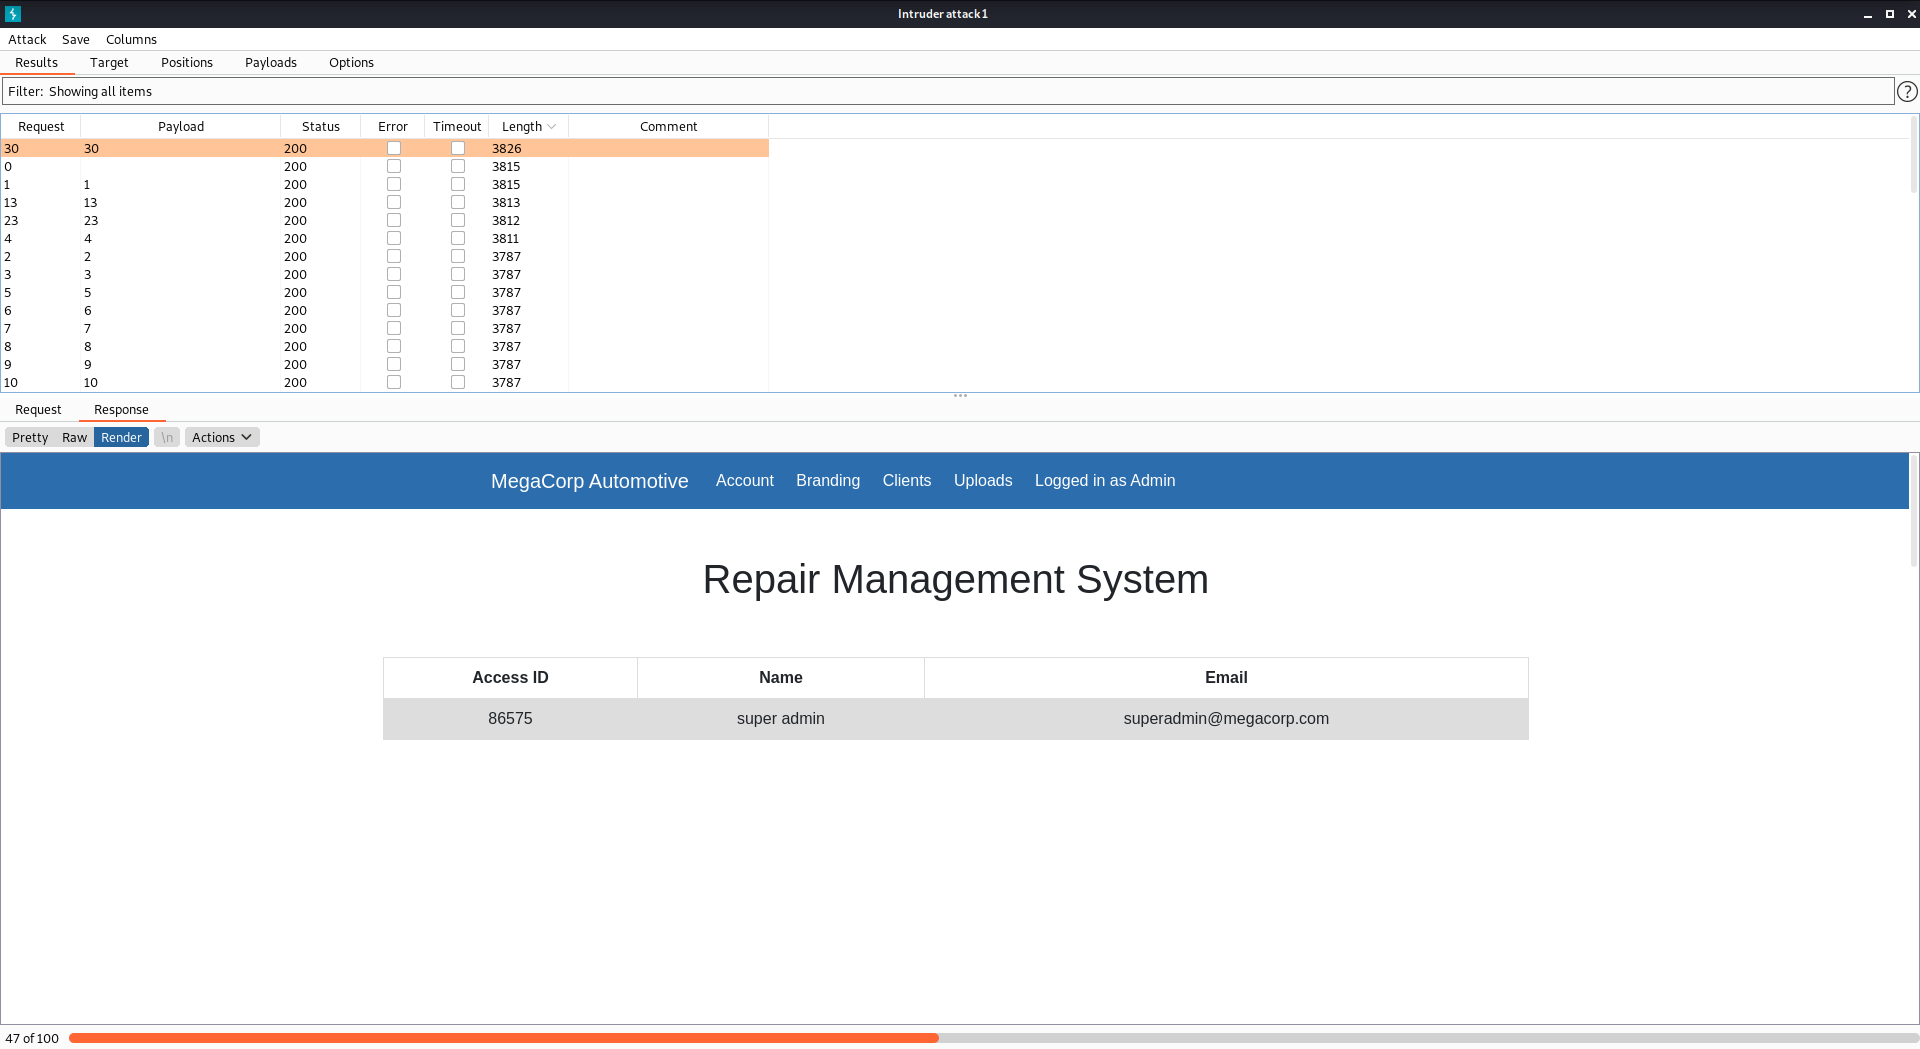 Intruder attack1
Attack Save Columns
Results Target Positions Payloads Options
Filter: Showing all items ?
Request Payload Status Error Timeout Length Comment
30 30 200 3826
0 200 3815
1 1 200 3815
13 13 200 3813
23 23 200 3812
4 4 200 3811
2 2 200 3787
3 3 200 3787
5 5 200 3787
6 6 200 3787
7 7 200 3787
8 8 200 3787
9 9 200 3787
10 10 200 3787
Request Response
Pretty Raw Render \n Actions
MegaCorp Automotive Account Branding Clients Uploads Logged in as Admin
Repair Management System
Access ID Name Email
86575 super admin superadmin@megacorp.com
47 of 100